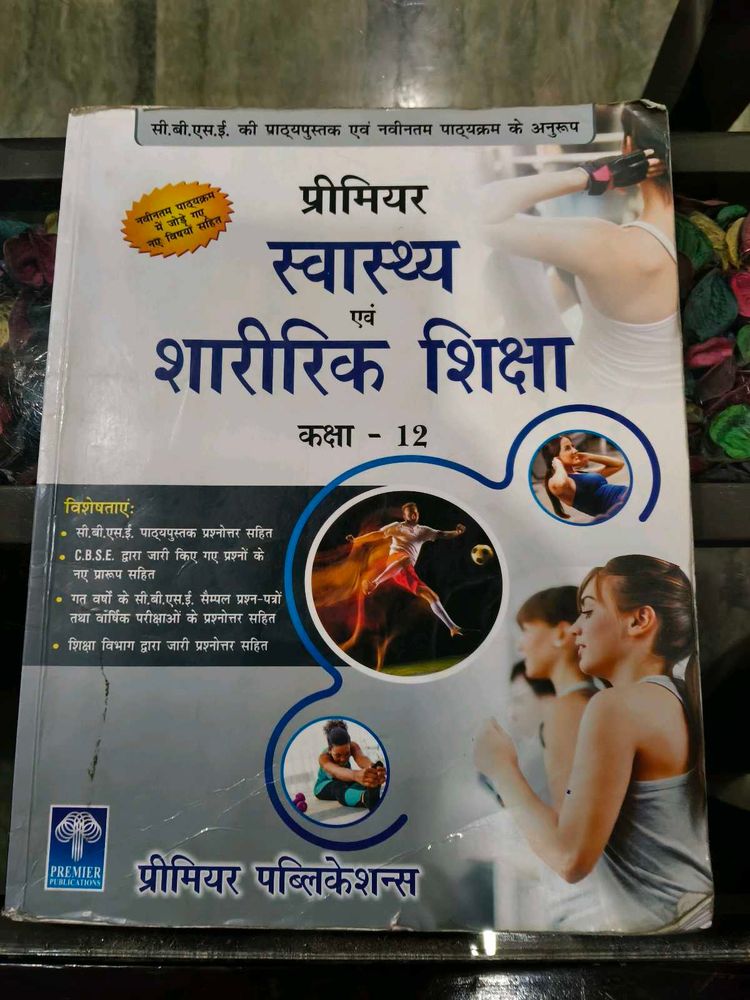 सी.बी.एस.ई. की पाठ्यपुस्तक एवं नवीनतम पाठ्यक्रम के अनुरूप
नवीनतम पाठ्यक्रम
में जोड़े गए
नए विषयों सहित
प्रीमियर
स्वास्थ्य
एवं
शारीरिक शिक्षा
कक्षा - 12
विशेषताएं:
• सी.बी.एस.ई. पाठ्यपुस्तक प्रश्नोत्तर सहित
• C.B.S.E. द्वारा जारी किए गए प्रश्नों के
नए प्रारूप सहित
• गत वर्षों के सी.बी.एस.ई. सैम्पल प्रश्न-पत्रों
तथा वार्षिक परीक्षाओं के प्रश्नोत्तर सहित
• शिक्षा विभाग द्वारा जारी प्रश्नोत्तर सहित
PREMIER
PUBLICATIONS
प्रीमियर पब्लिकेशन्स